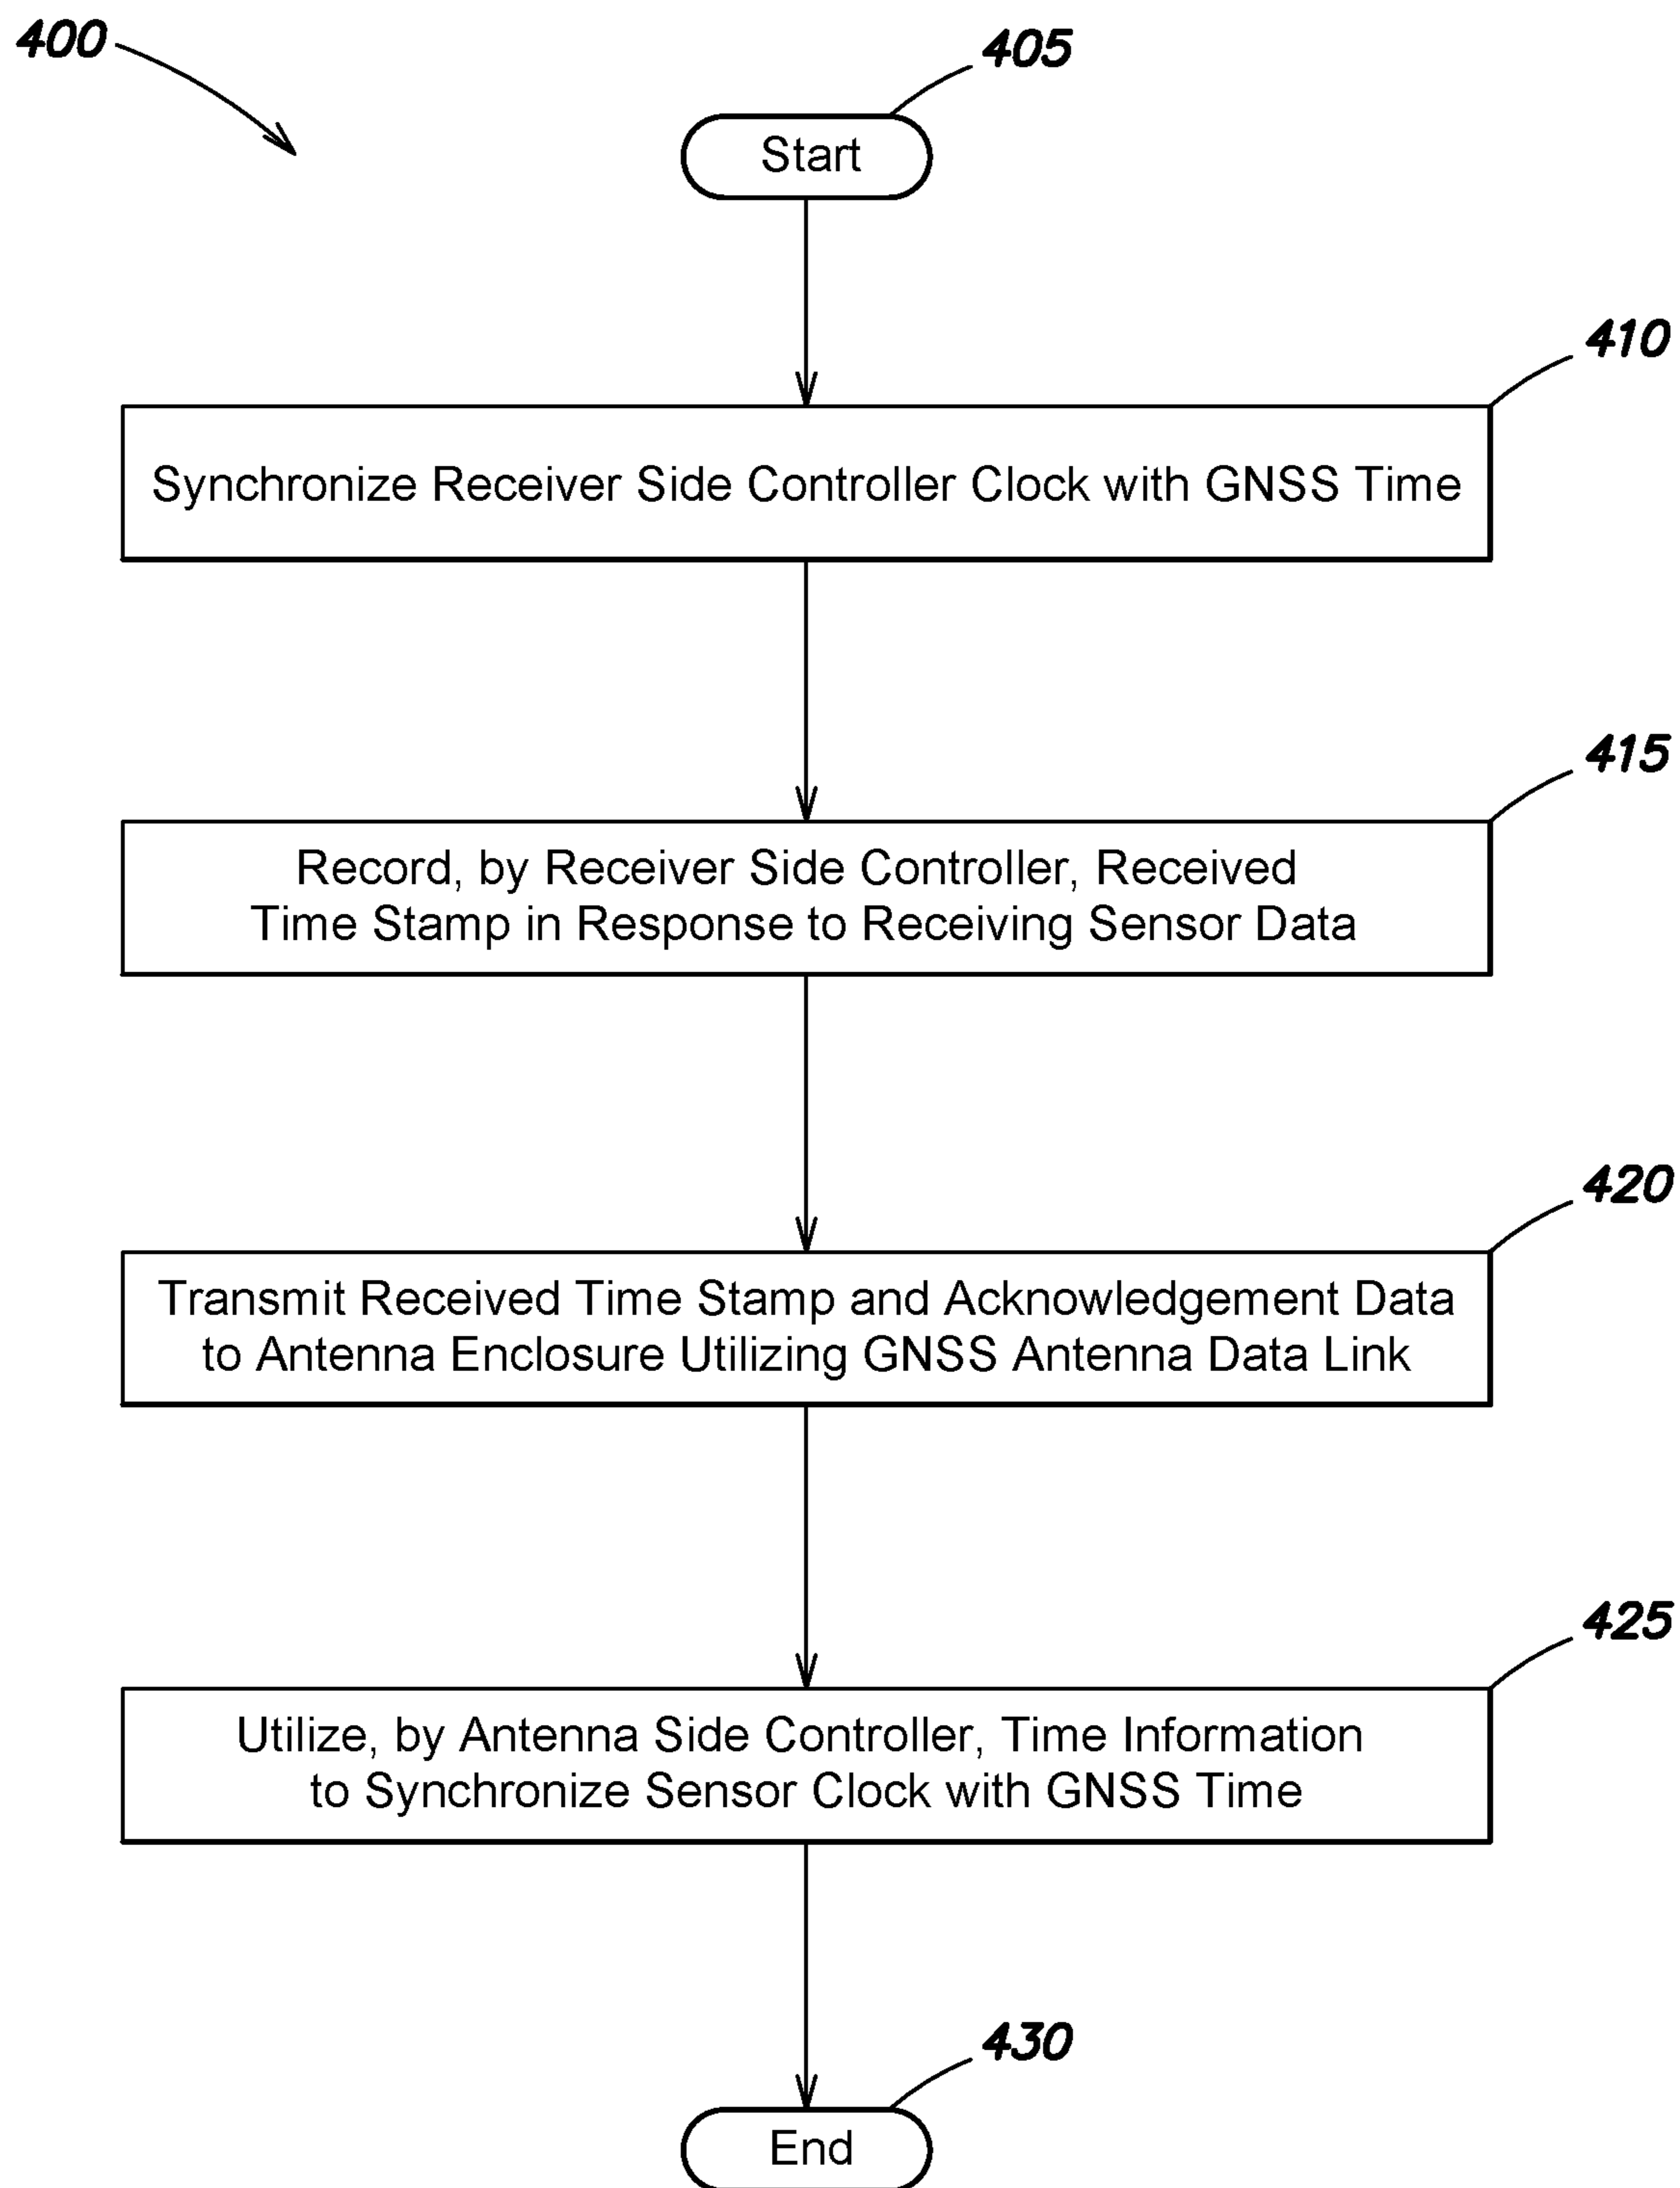 400
405
Start
410
Synchronize Receiver Side Controller Clock with GNSS Time
415
Record, by Receiver Side Controller, Received
Time Stamp in Response to Receiving Sensor Data
420
Transmit Received Time Stamp and Acknowledgement Data
to Antenna Enclosure Utilizing GNSS Antenna Data Link
425
Utilize, by Antenna Side Controller, Time Information
to Synchronize Sensor Clock with GNSS Time
430
End